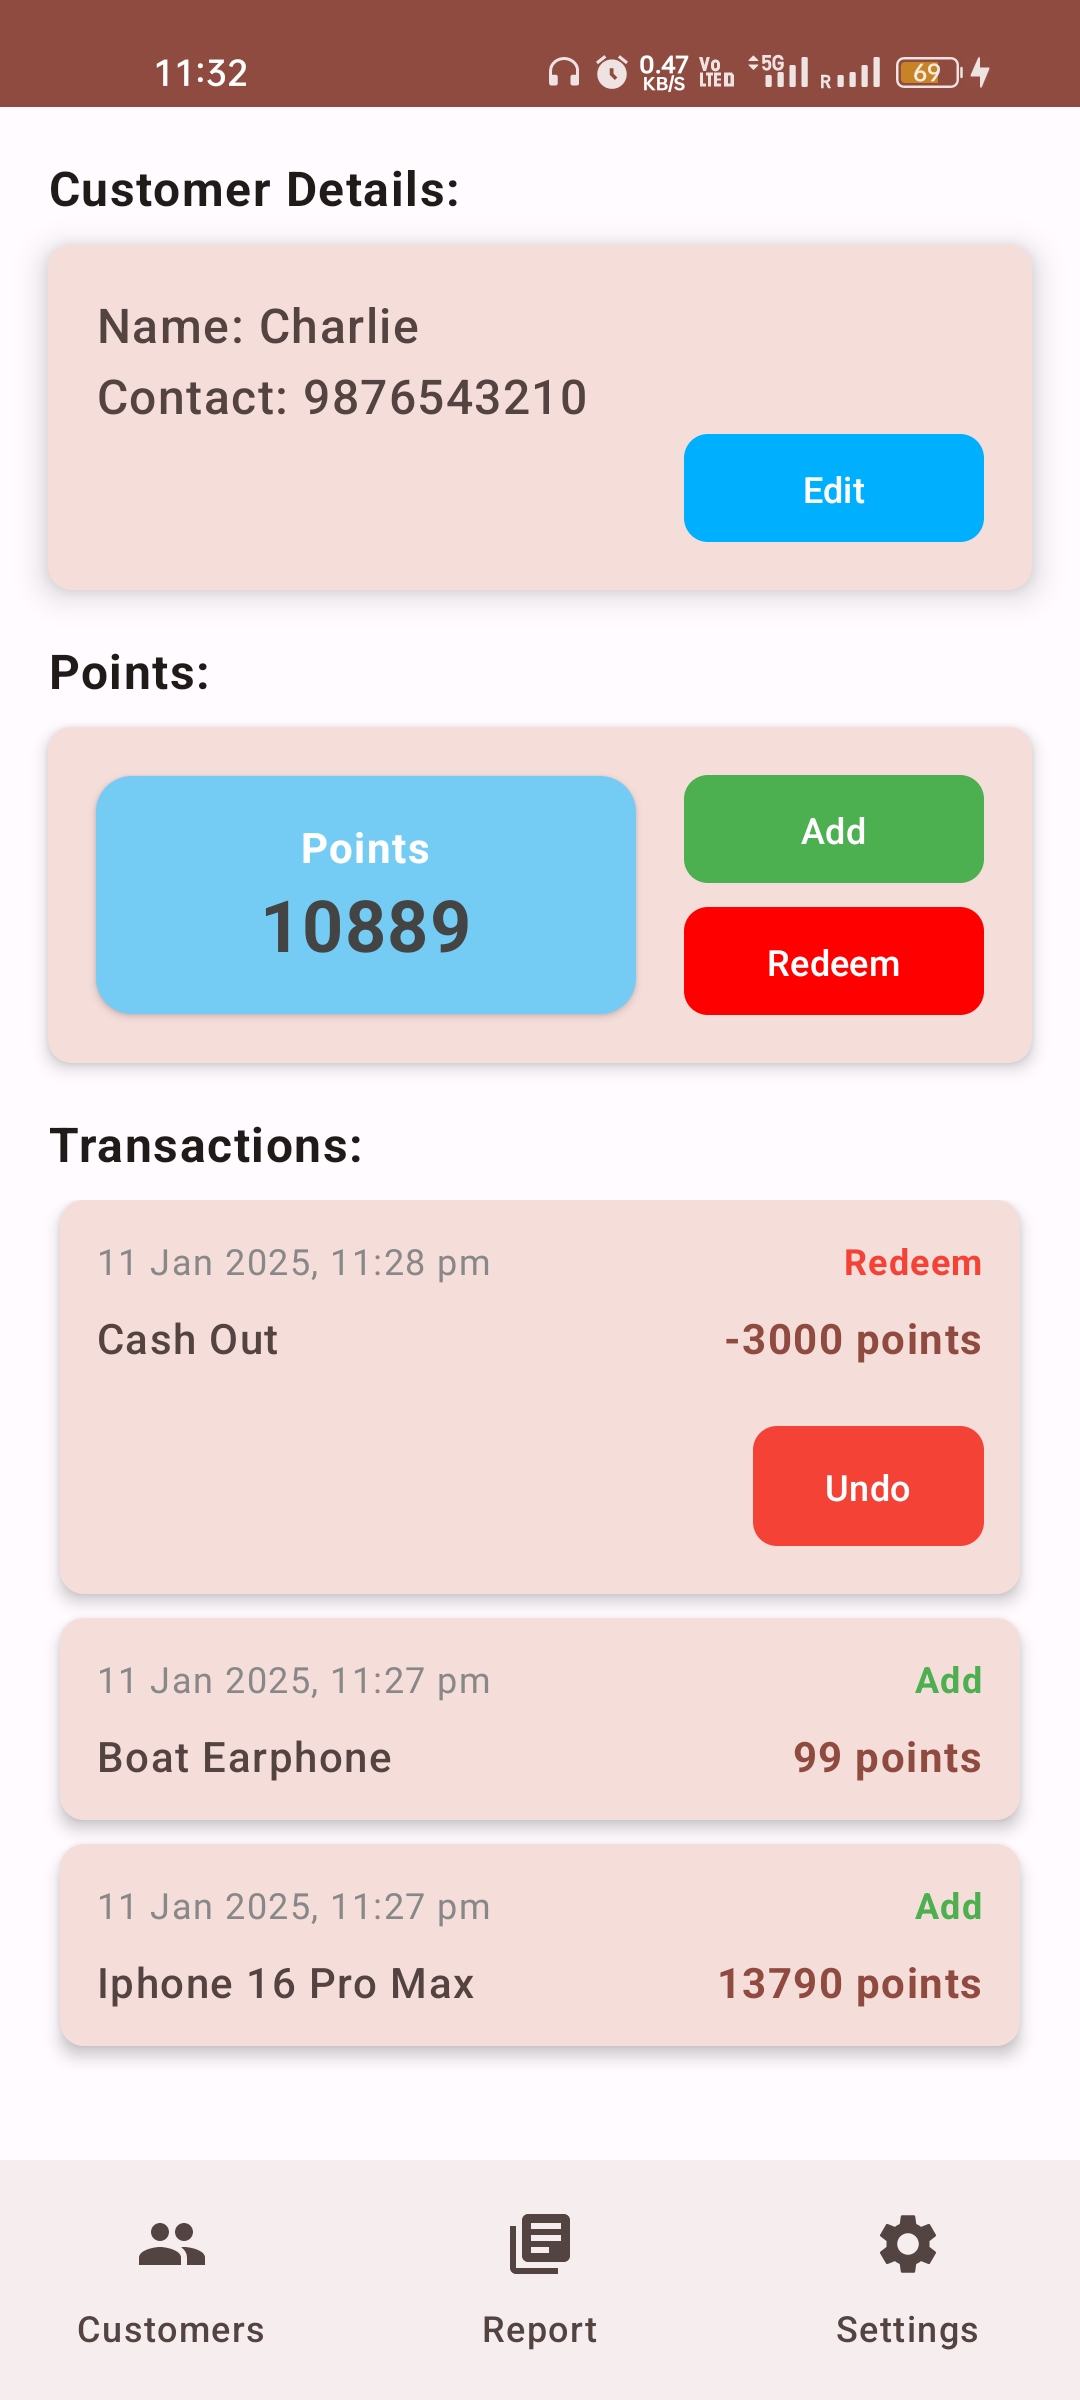 11:32 0.47 KB/S Vo LTE 5G R 69
Customer Details:
Name: Charlie
Contact: 9876543210
Edit
Points:
Points
10889
Add
Redeem
Transactions:
11 Jan 2025, 11:28 pm Redeem
Cash Out -3000 points
Undo
11 Jan 2025, 11:27 pm Add
Boat Earphone 99 points
11 Jan 2025, 11:27 pm Add
Iphone 16 Pro Max 13790 points
Customers Report Settings